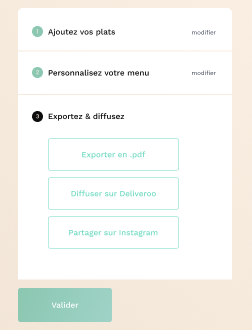 1 Ajoutez vos plats modifier
2 Personnalisez votre menu modifier
3 Exportez & diffusez
Exporter en .pdf
Diffuser sur Deliveroo
Partager sur Instagram
Valider